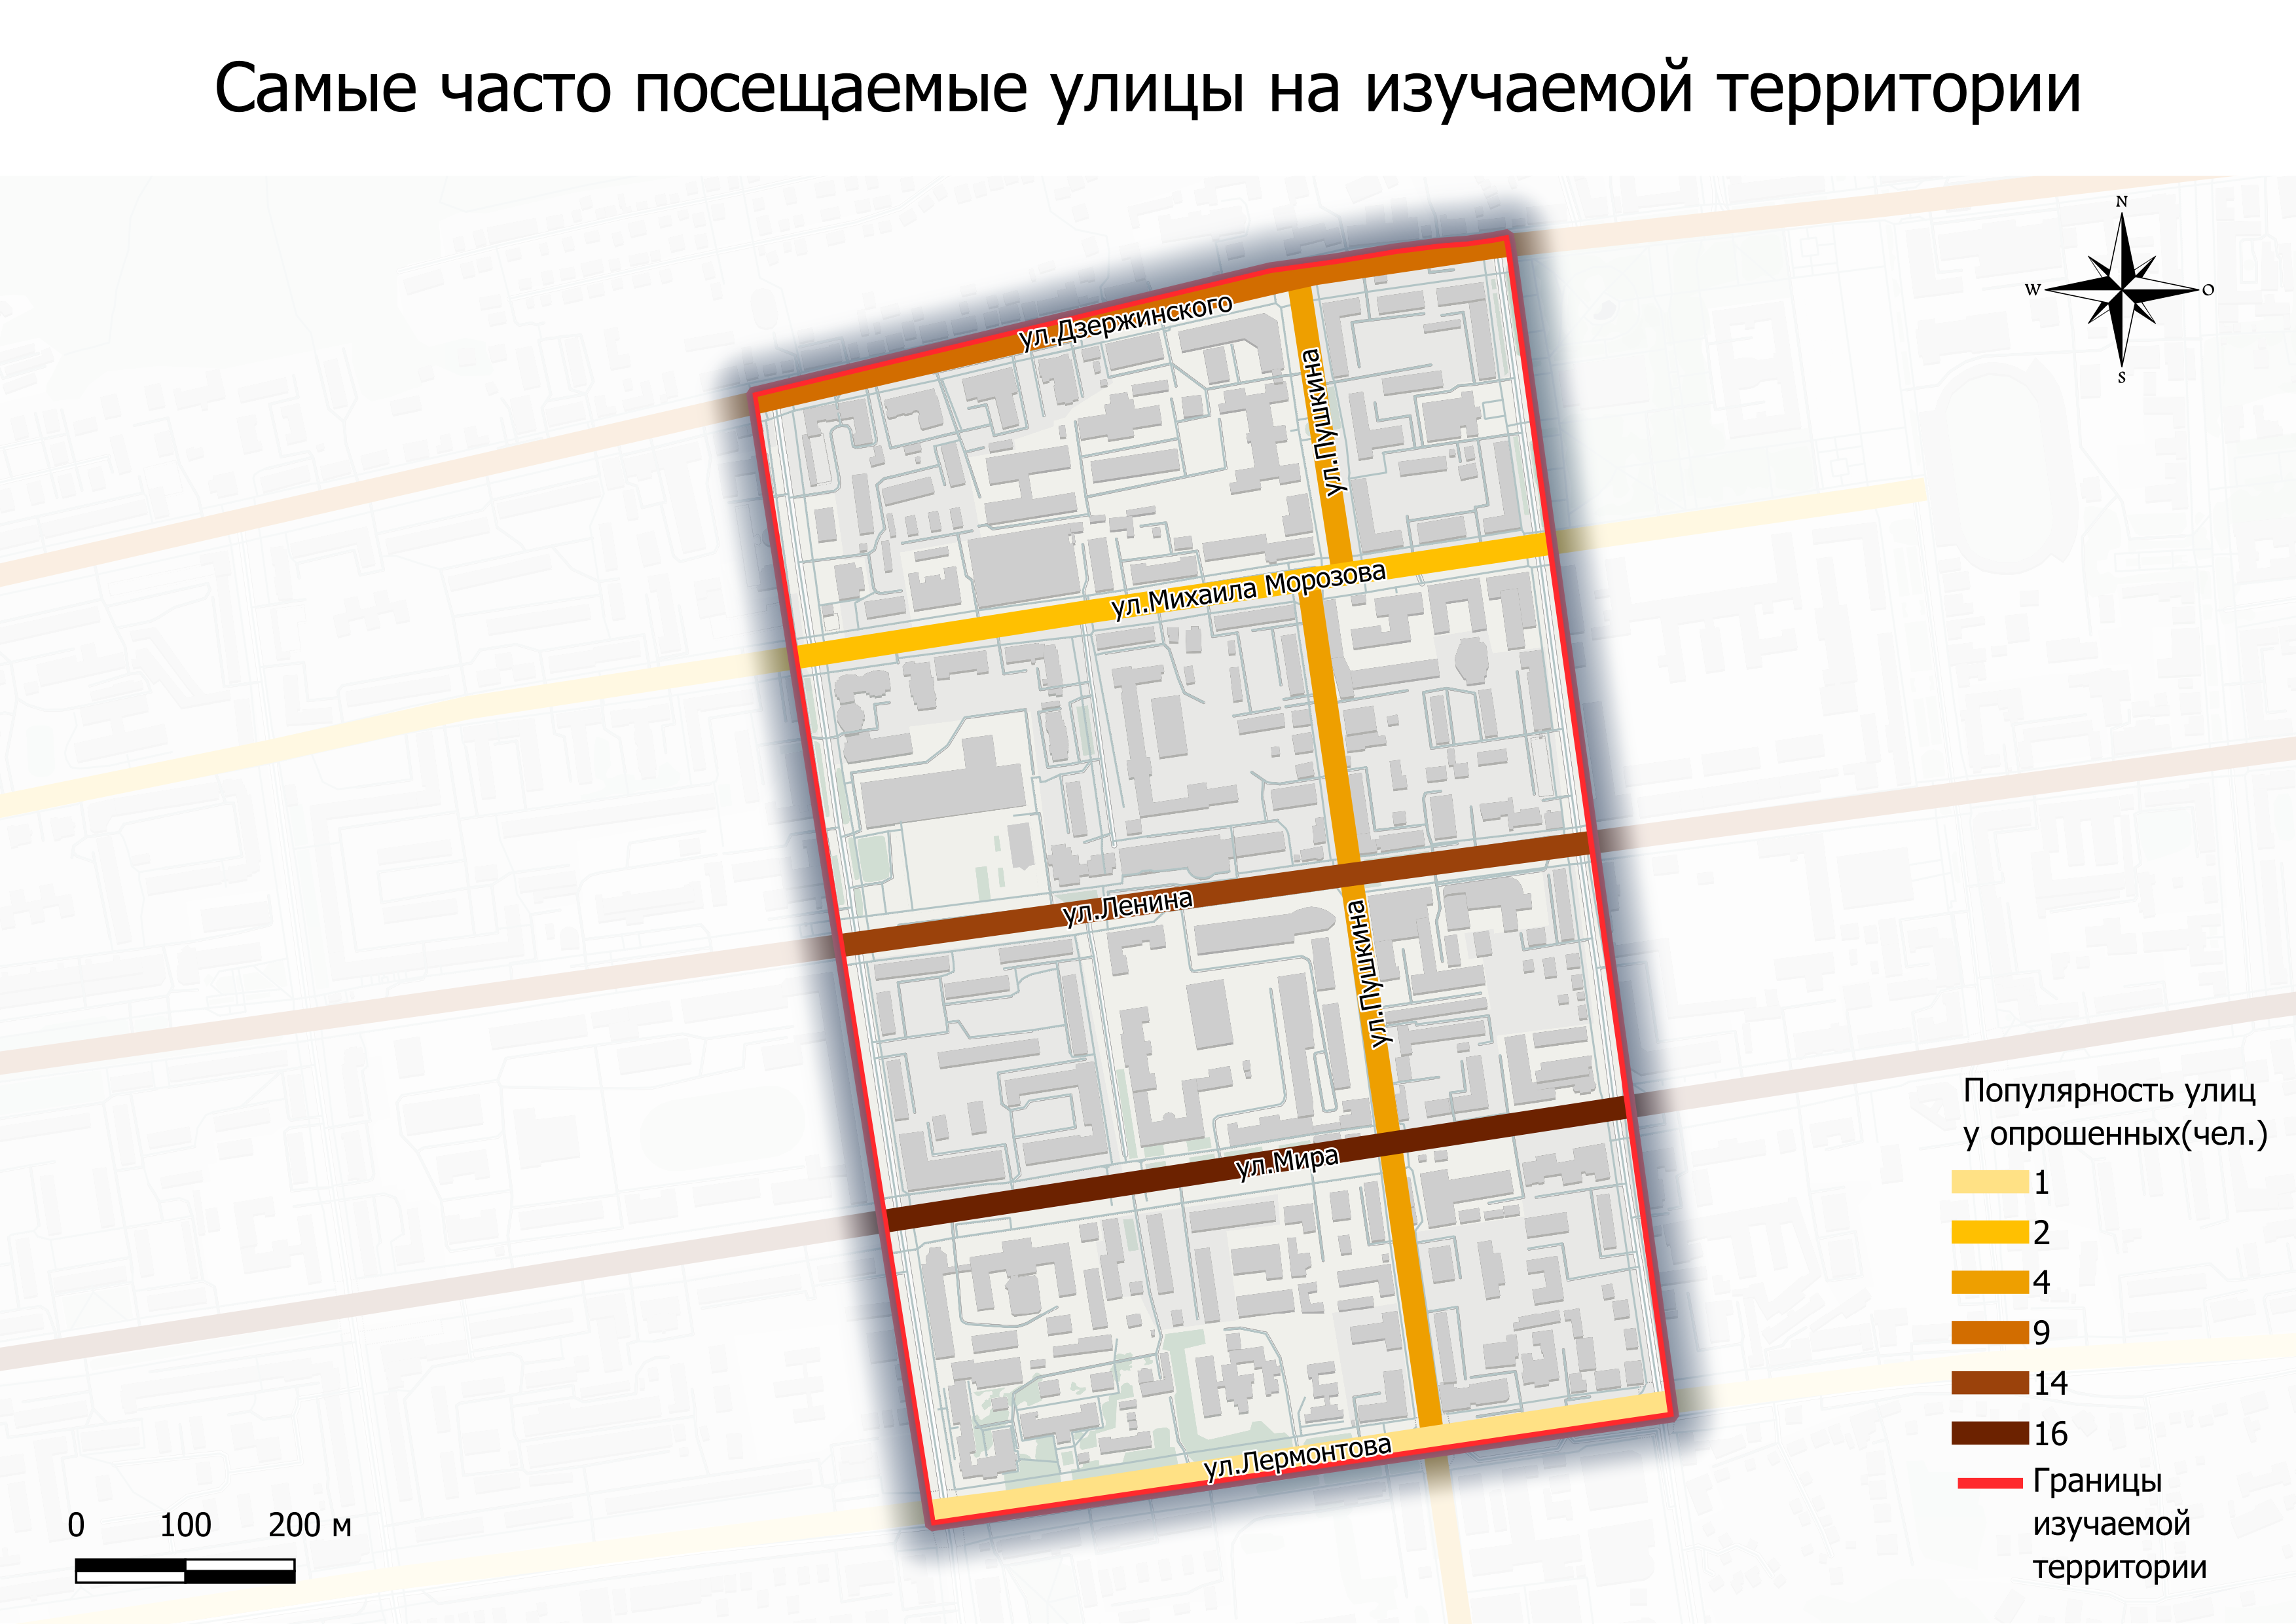 Самые часто посещаемые улицы на изучаемой территории
N
W
O
S
ул.Дзержинского
ул.Пушкина
ул.Михаила Морозова
ул.Ленина
ул.Пушкина
ул.Мира
ул.Лермонтова
Популярность улиц
у опрошенных(чел.)
1
2
4
9
14
16
Границы
изучаемой
территории
0 100 200 м